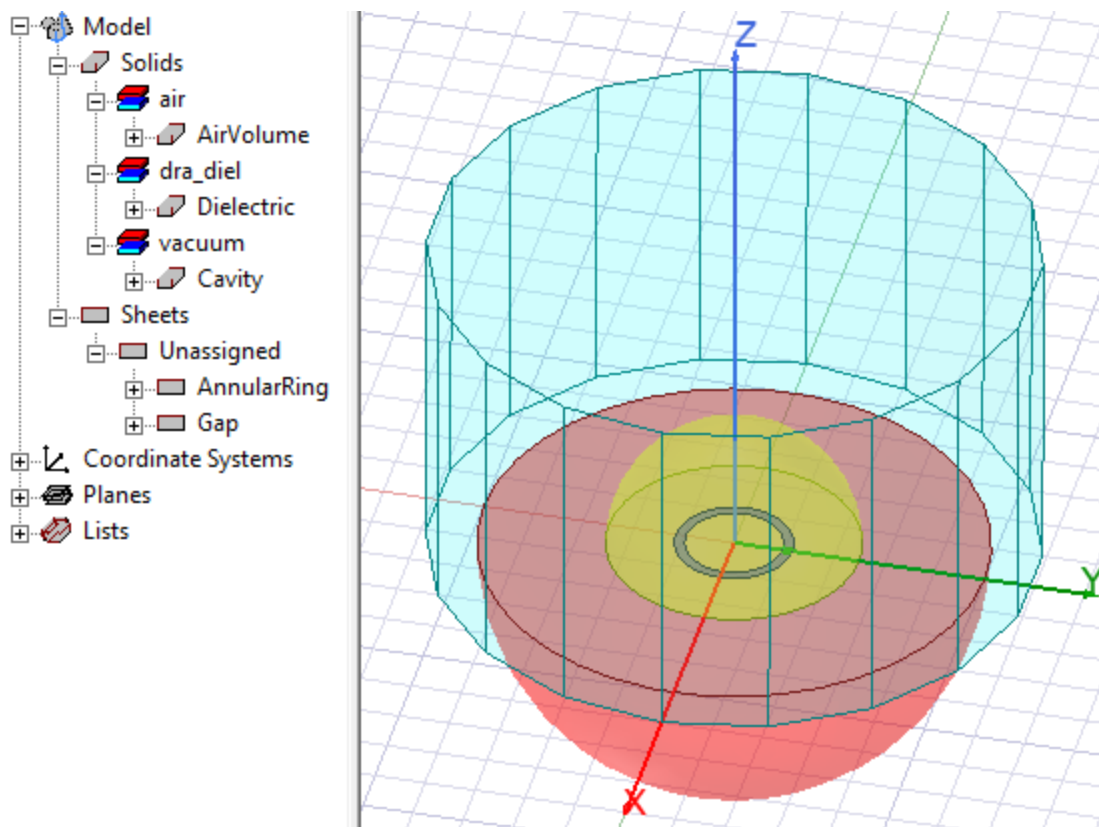 Model
Solids
air
AirVolume
dra_diel
Dielectric
vacuum
Cavity
Sheets
Unassigned
AnnularRing
Gap
Coordinate Systems
Planes
Lists
Z
Y
X